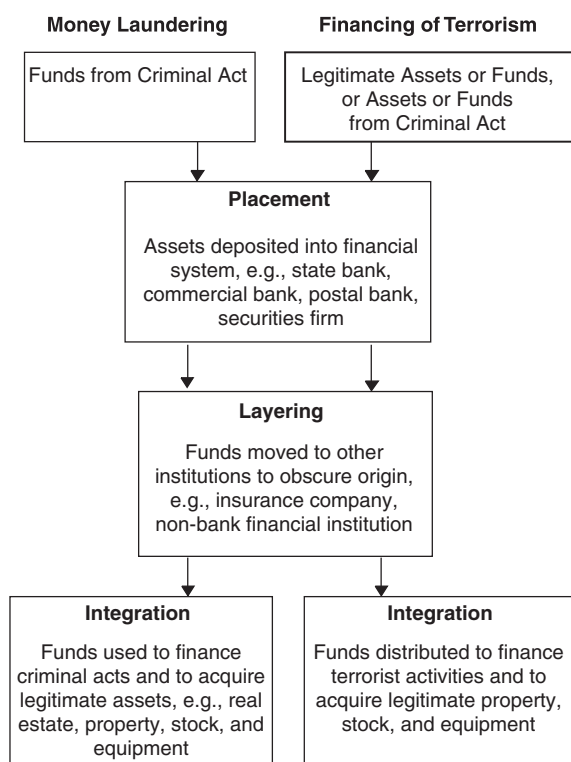 Money Laundering
Financing of Terrorism
Funds from Criminal Act
Legitimate Assets or Funds,
or Assets or Funds
from Criminal Act
Placement
Assets deposited into financial
system, e.g., state bank,
commercial bank, postal bank,
securities firm
Layering
Funds moved to other
institutions to obscure origin,
e.g., insurance company,
non-bank financial institution
Integration
Funds used to finance
criminal acts and to acquire
legitimate assets, e.g., real
estate, property, stock, and
equipment
Integration
Funds distributed to finance
terrorist activities and to
acquire legitimate property,
stock, and equipment